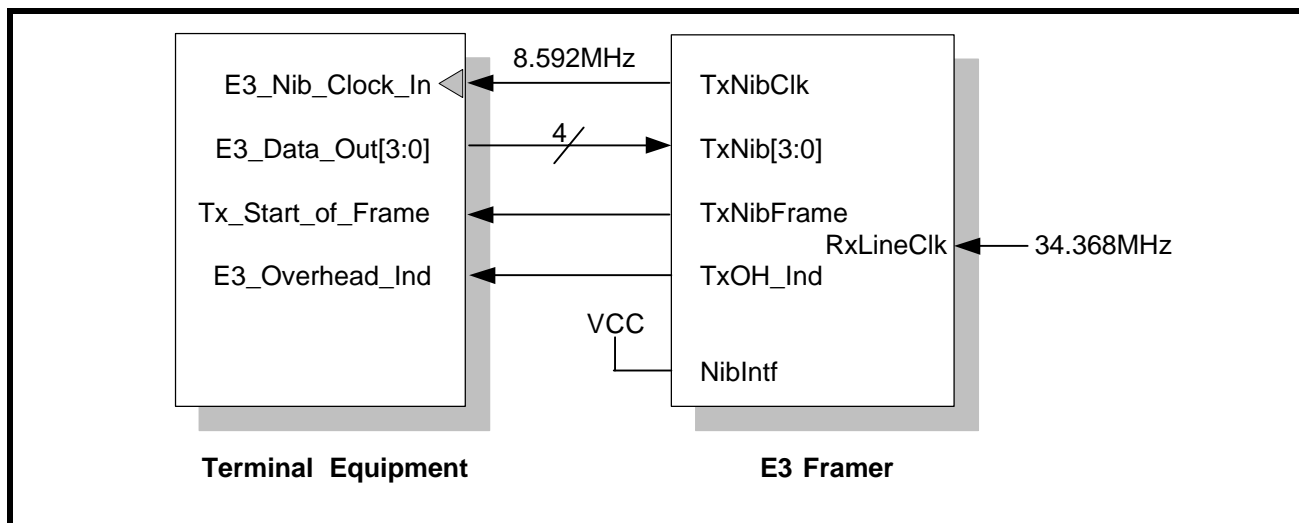 8.592MHz
E3_Nib_Clock_In
TxNibClk
4
E3_Data_Out[3:0]
TxNib[3:0]
Tx_Start_of_Frame
TxNibFrame
RxLineClk
34.368MHz
E3_Overhead_Ind
TxOH_Ind
VCC
NibIntf
Terminal Equipment
E3 Framer